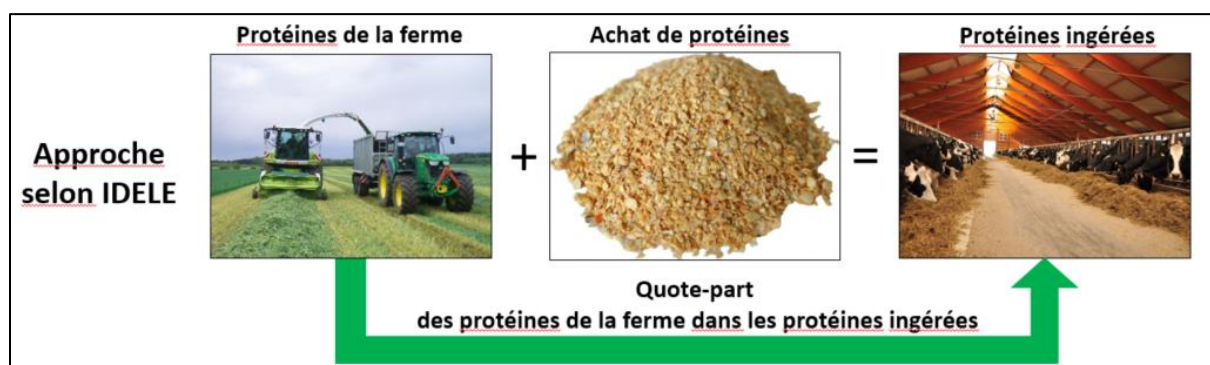 Protéines de la ferme
Achat de protéines
Protéines ingérées
Approche
selon IDELE
+
=
Quote-part
des protéines de la ferme dans les protéines ingérées